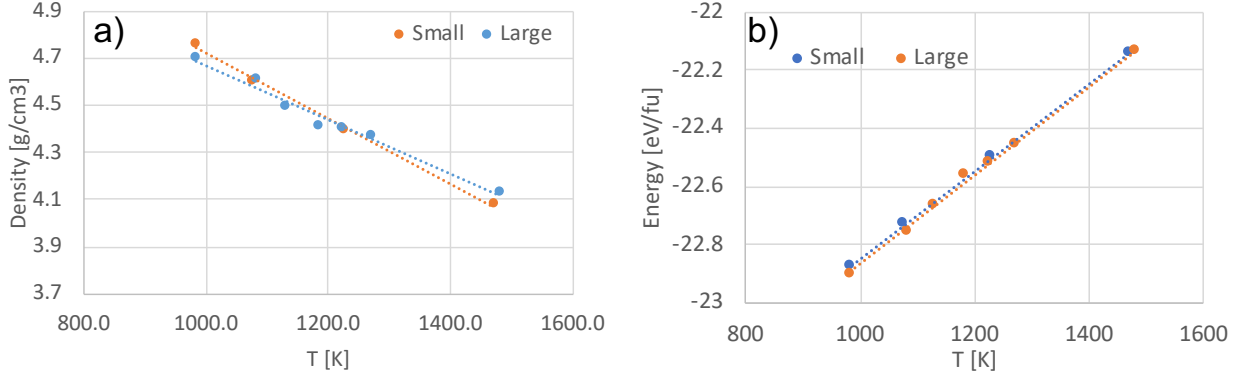 a)
Small Large
4.9
4.7
4.5
4.3
4.1
3.9
3.7
Density [g/cm3]
800.0 1000.0 1200.0 1400.0 1600.0
T [K]
b)
Small Large
-22
-22.2
-22.4
-22.6
-22.8
-23
Energy [eV/fu]
800 1000 1200 1400 1600
T [K]